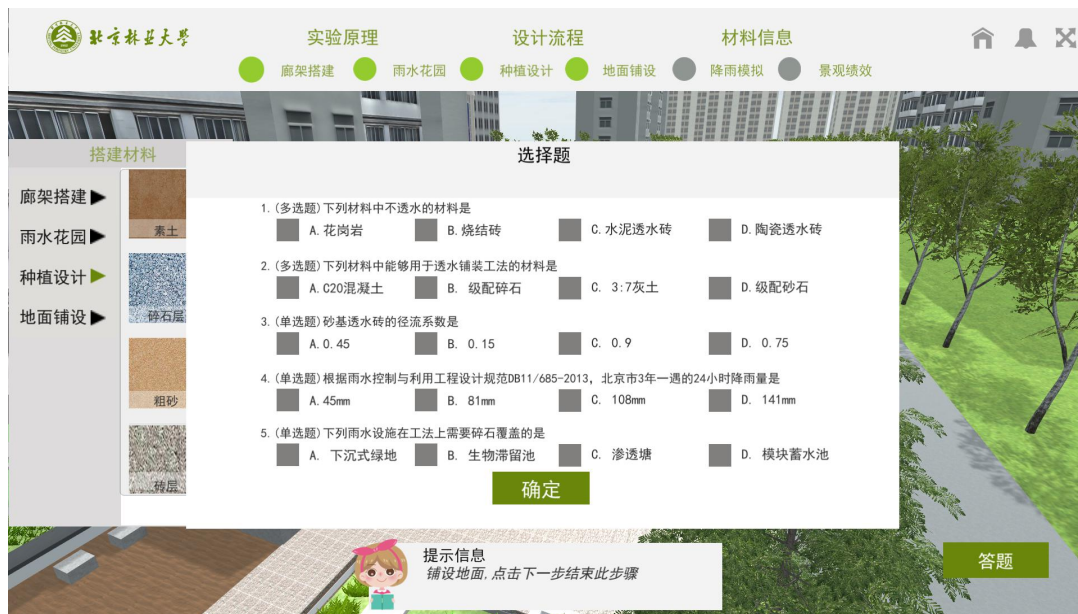 北京林业大学
实验原理 设计流程 材料信息
廊架搭建 雨水花园 种植设计 地面铺设 降雨模拟 景观绩效
搭建材料
廊架搭建
雨水花园
种植设计
地面铺设
素土
碎石层
粗砂
砖层
选择题
1.(多选题)下列材料中不透水的材料是
A.花岗岩 B.烧结砖 C.水泥透水砖 D.陶瓷透水砖
2.(多选题)下列材料中能够用于透水铺装工法的材料是
A.C20混凝土 B. 级配碎石 C. 3:7灰土 D.级配砂石
3.(单选题)砂基透水砖的径流系数是
A.0.45 B. 0.15 C. 0.9 D. 0.75
4.(单选题)根据雨水控制与利用工程设计规范DB11/685-2013, 北京市3年一遇的24小时降雨量是
A.45mm B. 81mm C. 108mm D. 141mm
5.(单选题)下列雨水设施在工法上需要碎石覆盖的是
A. 下沉式绿地 B. 生物滞留池 C. 渗透塘 D. 模块蓄水池
确定
提示信息
铺设地面,点击下一步结束此步骤
答题